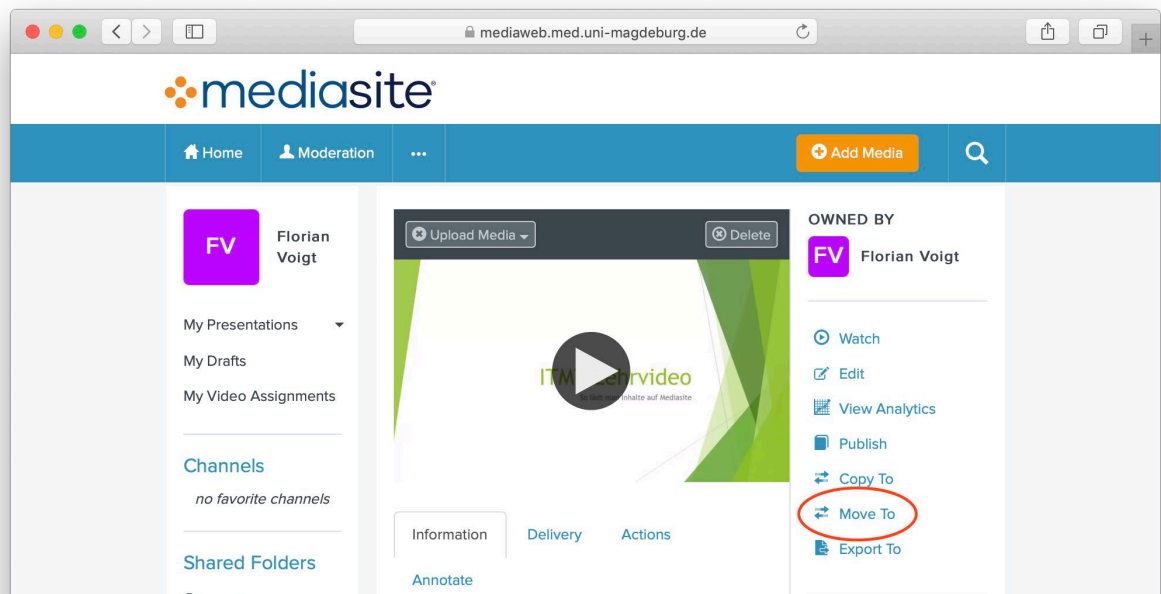 mediaweb.med.uni-magdeburg.de
mediasite
Home
Moderation
Add Media
FV
Florian
Voigt
My Presentations
My Drafts
My Video Assignments
Channels
no favorite channels
Shared Folders
Upload Media
Delete
So lädt man Inhalte auf Mediasite
Information
Delivery
Actions
Annotate
OWNED BY
FV
Florian Voigt
Watch
Edit
View Analytics
Publish
Copy To
Move To
Export To